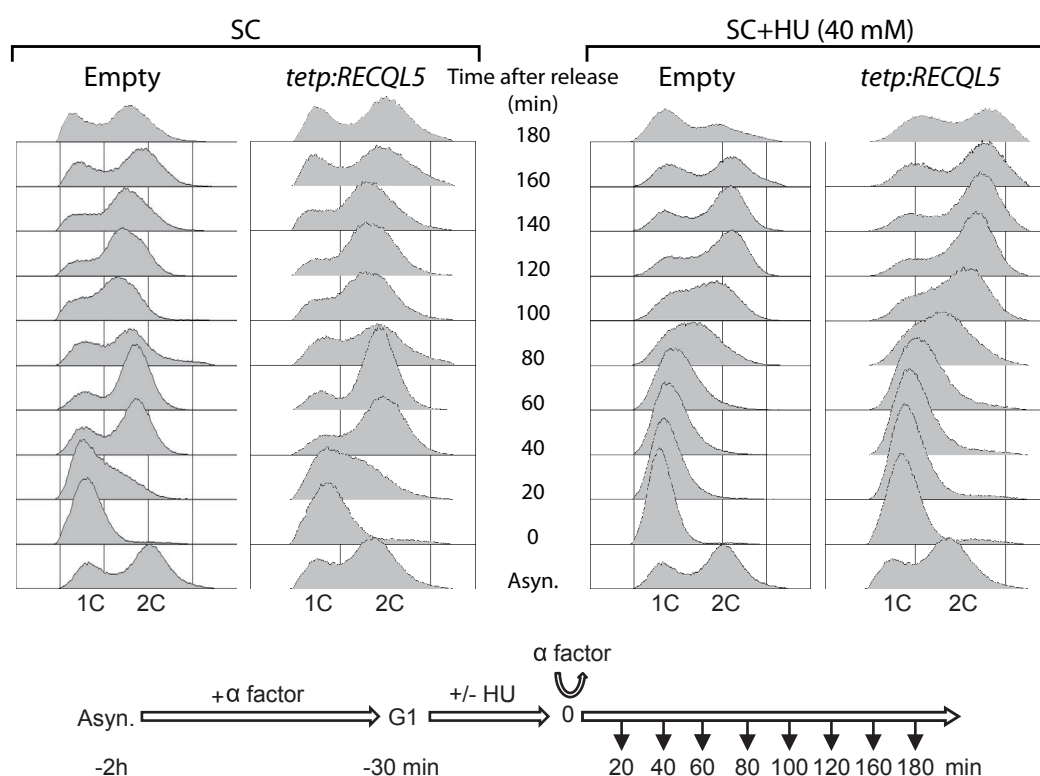 SC
SC+HU (40 mM)
Empty
tetp:RECQL5
Time after release
(min)
Empty
tetp:RECQL5
180
160
140
120
100
80
60
40
20
0
Asyn.
1C 2C
1C 2C
1C 2C
1C 2C
α factor
+α factor
+/- HU
Asyn.
G1
0
-2h
-30 min
20 40 60 80 100 120 160 180 min